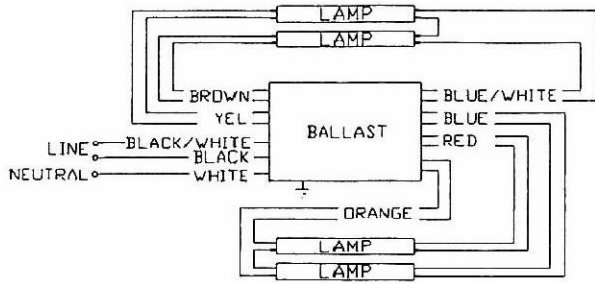 LAMP
LAMP
BROWN
BLUE/WHITE
YEL
BLUE
BALLAST
RED
LINE
BLACK/WHITE
BLACK
NEUTRAL
WHITE
ORANGE
LAMP
LAMP